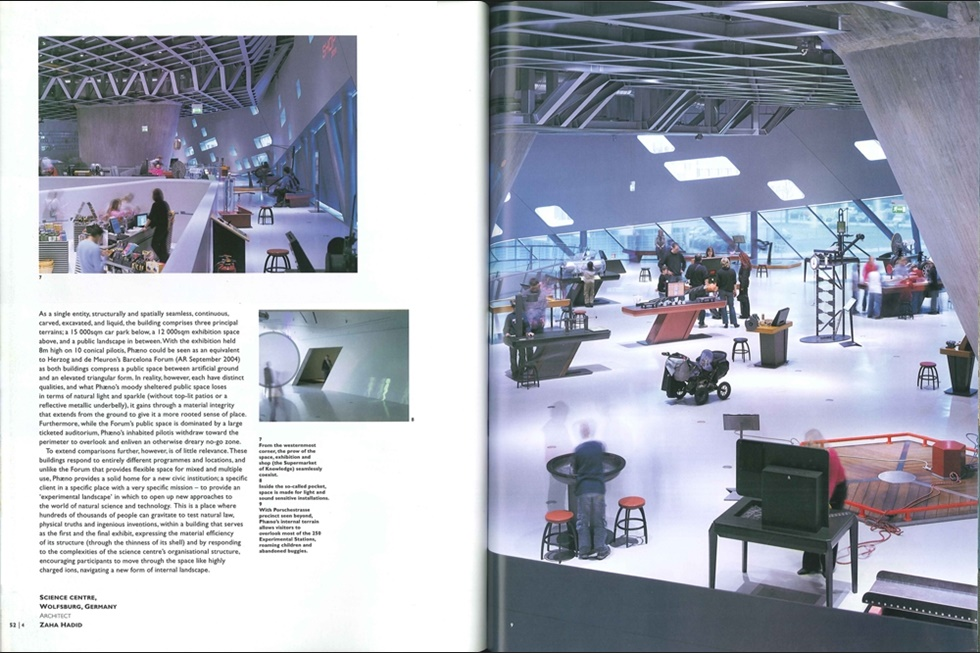 7
As a single entity, structurally and spatially seamless, continuous,
carved, excavated, and liquid, the building comprises three principal
terrains; a 15 000sqm car park below, a 12 000sqm exhibition space
above, and a public landscape in between. With the exhibition held
8m high on 10 conical pilotis, Phæno could be seen as an equivalent
to Herzog and de Meuron's Barcelona Forum (AR September 2004)
as both buildings compress a public space between artificial ground
and an elevated triangular form. In reality, however, each have distinct
qualities, and what Phæno's moody sheltered public space loses
in terms of natural light and sparkle (without top-lit patios or a
reflective metallic underbelly), it gains through a material integrity
that extends from the ground to give it a more rooted sense of place.
Furthermore, while the Forum's public space is dominated by a large
ticketed auditorium, Phæno's inhabited pilotis withdraw toward the
perimeter to overlook and enliven an otherwise dreary no-go zone.
To extend comparisons further, however, is of little relevance. These
buildings respond to entirely different programmes and locations, and
unlike the Forum that provides flexible space for mixed and multiple
use, Phæno provides a solid home for a new civic institution; a specific
client in a specific place with a very specific mission – to provide an
'experimental landscape' in which to open up new approaches to
the world of natural science and technology. This is a place where
hundreds of thousands of people can gravitate to test natural law,
physical truths and ingenious inventions, within a building that serves
as the first and the final exhibit, expressing the material efficiency
of its structure (through the thinness of its shell) and by responding
to the complexities of the science centre's organisational structure,
encouraging participants to move through the space like highly
charged ions, navigating a new form of internal landscape.
8
7
From the westernmost
corner, the prow of the
space, exhibition and
shop (the Supermarket
of Knowledge) seamlessly
coexist.
8
Inside the so-called pocket,
space is made for light and
sound sensitive installations.
9
With Porschestrasse
precinct seen beyond,
Phæno's internal terrain
allows visitors to
overlook most of the 250
Experimental Stations,
roaming children and
abandoned buggies.
SCIENCE CENTRE,
WOLFSBURG, GERMANY
ARCHITECT
ZAHA HADID
52 | 4
9